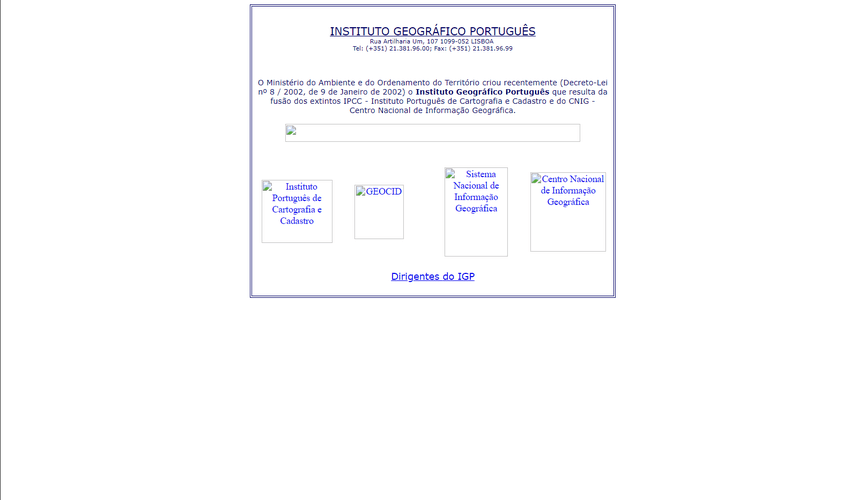 INSTITUTO GEOGRÁFICO PORTUGUÊS
Rua Artilharia Um, 107 1099-052 LISBOA
Tel: (+351) 21.381.96.00; Fax: (+351) 21.381.96.99
O Ministério do Ambiente e do Ordenamento do Território criou recentemente (Decreto-Lei
nº 8 / 2002, de 9 de Janeiro de 2002) o Instituto Geográfico Português que resulta da
fusão dos extintos IPCC - Instituto Português de Cartografia e Cadastro e do CNIG -
Centro Nacional de Informação Geográfica.
Instituto
Português de
Cartografia e
Cadastro
GEOCID
Sistema
Nacional de
Informação
Geográfica
Centro Nacional
de Informação
Geográfica
Dirigentes do IGP